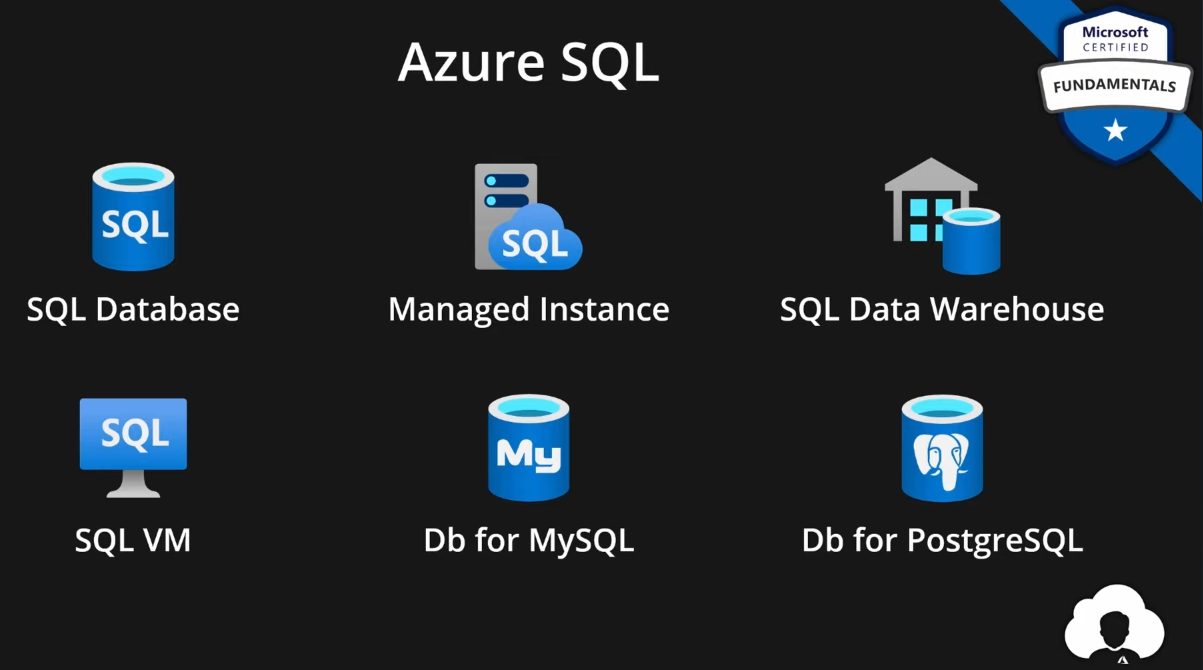 Azure SQL
Microsoft
CERTIFIED
FUNDAMENTALS
SQL
SQL
SQL Database
Managed Instance
SQL Data Warehouse
SQL
My
SQL VM
Db for MySQL
Db for PostgreSQL